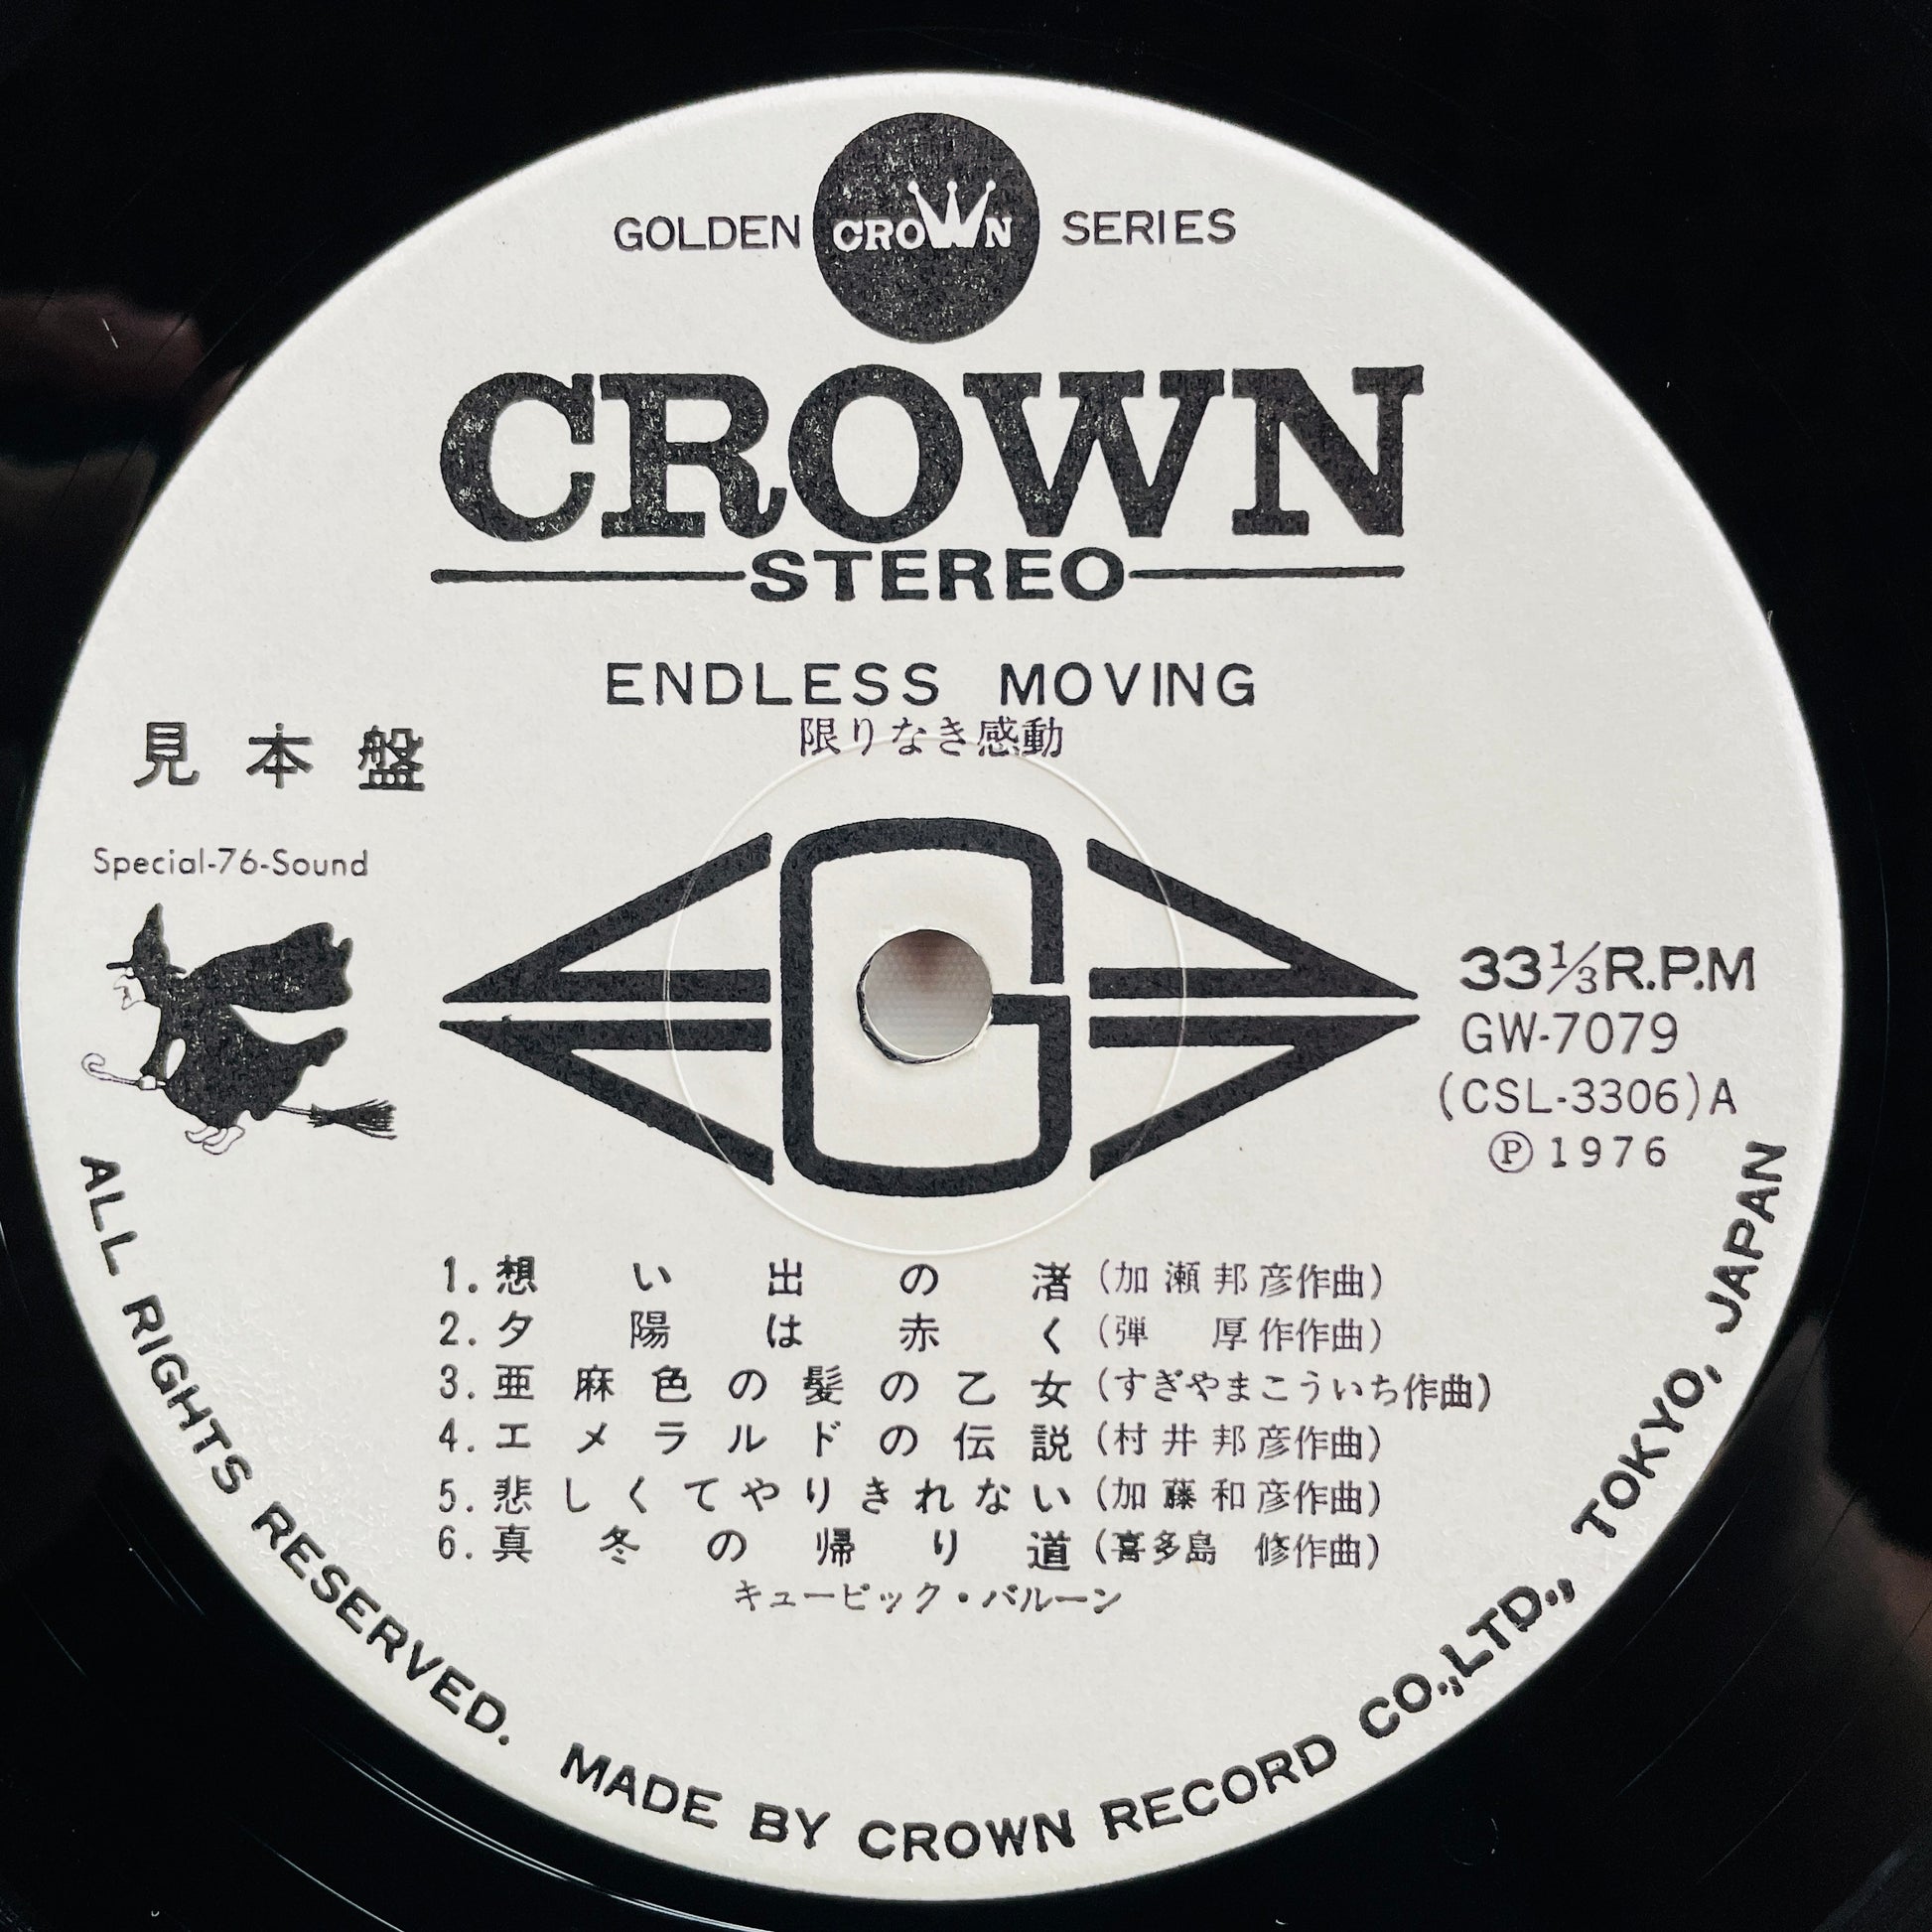 GOLDEN CROWN SERIES
CROWN
STEREO
ENDLESS MOVING
限りなき感動
見本盤
Special-76-Sound
G
33⅓R.P.M
GW-7079
(CSL-3306)A
Ⓟ1976
1.想い出の渚(加瀬邦彦作曲)
2.夕陽は赤く(弾厚作作曲)
3.亜麻色の髪の乙女(すぎやまこういち作曲)
4.エメラルドの伝説(村井邦彦作曲)
5.悲しくてやりきれない(加藤和彦作曲)
6.真冬の帰り道(喜多島修作曲)
キュービック・バルーン
ALL RIGHTS RESERVED. MADE BY CROWN RECORD CO.,LTD., TOKYO, JAPAN